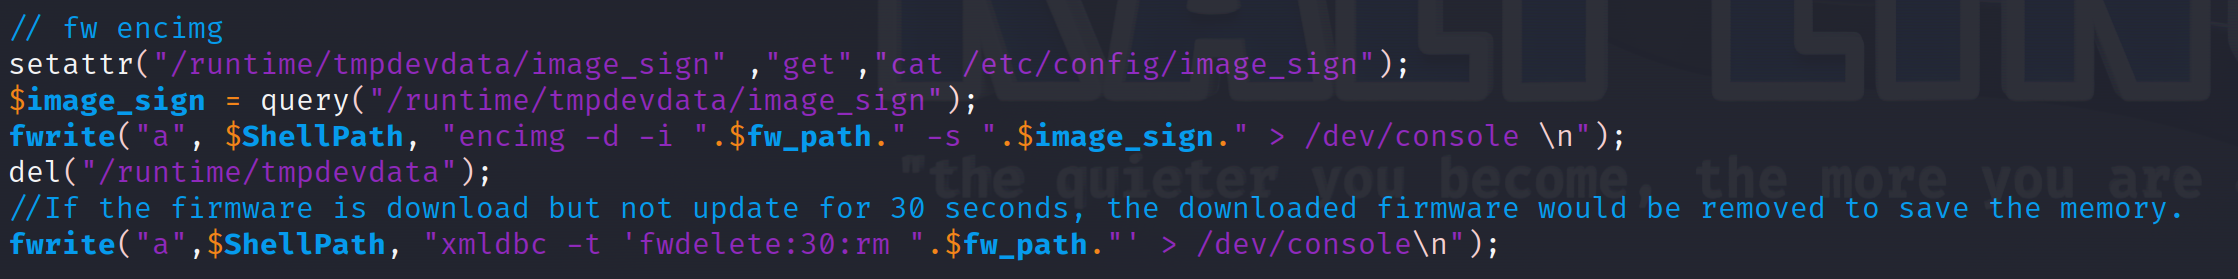 // fw encimg
setattr("/runtime/tmpdevdata/image_sign" ,"get","cat /etc/config/image_sign");
$image_sign = query("/runtime/tmpdevdata/image_sign");
fwrite("a", $ShellPath, "encimg -d -i ".$fw_path." -s ".$image_sign." > /dev/console \n");
del("/runtime/tmpdevdata");
"the quieter you become, the more you are
//If the firmware is download but not update for 30 seconds, the downloaded firmware would be removed to save the memory.
fwrite("a",$ShellPath, "xmldbc -t 'fwdelete:30:rm ".$fw_path."' > /dev/console\n");